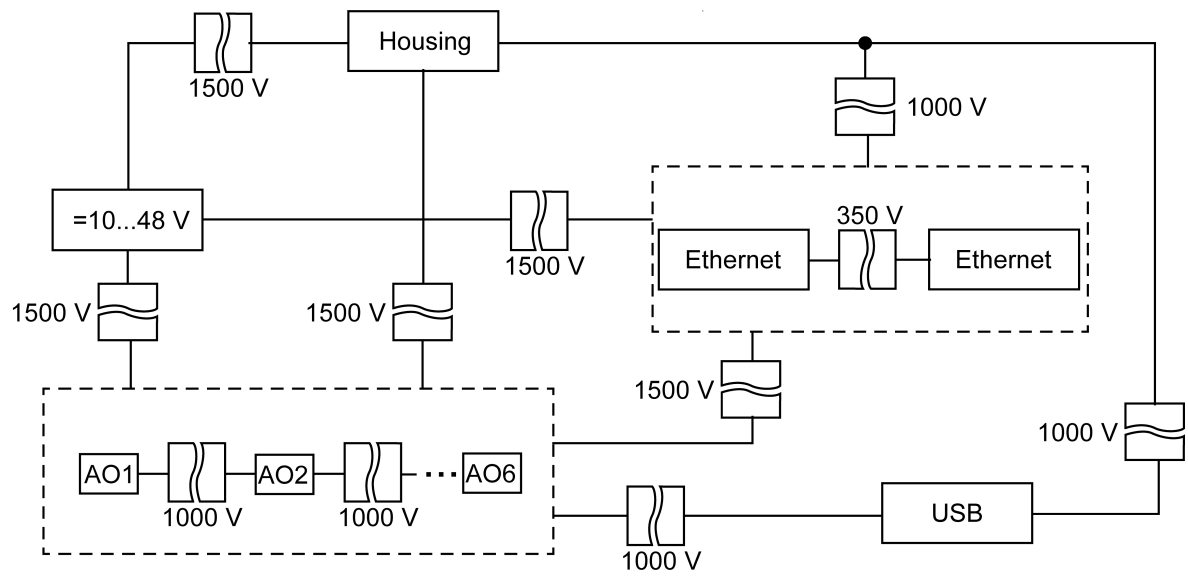 Housing
1500 V
1000 V
=10...48 V
350 V
Ethernet
Ethernet
1500 V
1500 V
1500 V
1500 V
1000 V
AO1
AO2
...
AO6
1000 V
1000 V
USB
1000 V